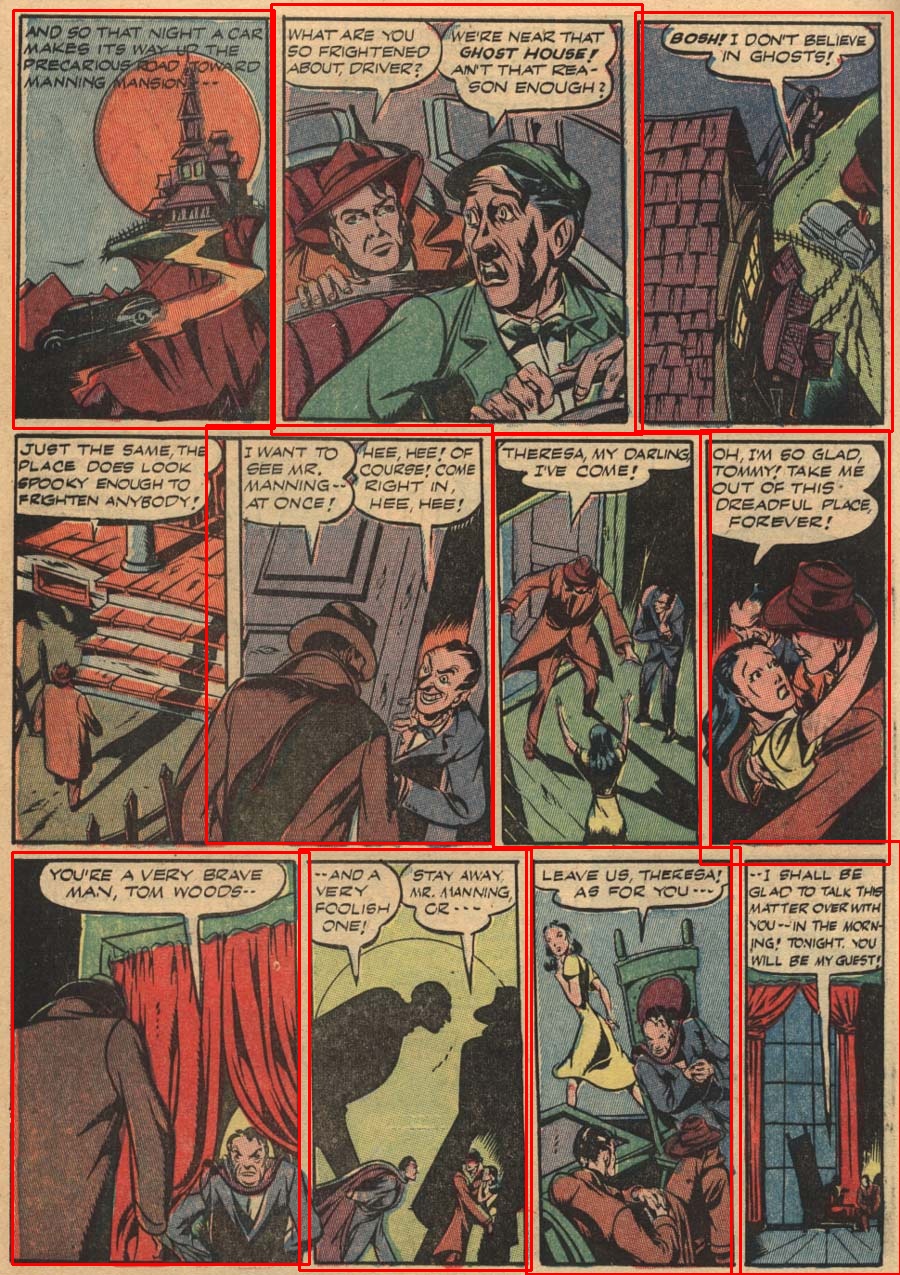 AND SO THAT NIGHT A CAR
MAKES ITS WAY UP THE
PRECARIOUS ROAD TOWARD
MANNING MANSION---
WHAT ARE YOU
SO FRIGHTENED
ABOUT, DRIVER?
WE'RE NEAR THAT
GHOST HOUSE!
AIN'T THAT REA-
SON ENOUGH?
BOSH! I DON'T BELIEVE
IN GHOSTS!
JUST THE SAME, THE
PLACE DOES LOOK
SPOOKY ENOUGH TO
FRIGHTEN ANYBODY!
I WANT TO
SEE MR.
MANNING--
AT ONCE!
HEE, HEE! OF
COURSE! COME
RIGHT IN,
HEE, HEE!
THERESA, MY DARLING,
I'VE COME!
OH, I'M SO GLAD,
TOMMY! TAKE ME
OUT OF THIS
DREADFUL PLACE,
FOREVER!
YOU'RE A VERY BRAVE
MAN, TOM WOODS--
--AND A
VERY
FOOLISH
ONE!
STAY AWAY,
MR. MANNING,
OR ---
LEAVE US, THERESA!
AS FOR YOU ---
--I SHALL BE
GLAD TO TALK THIS
MATTER OVER WITH
YOU--IN THE MORN-
ING! TONIGHT, YOU
WILL BE MY GUEST!